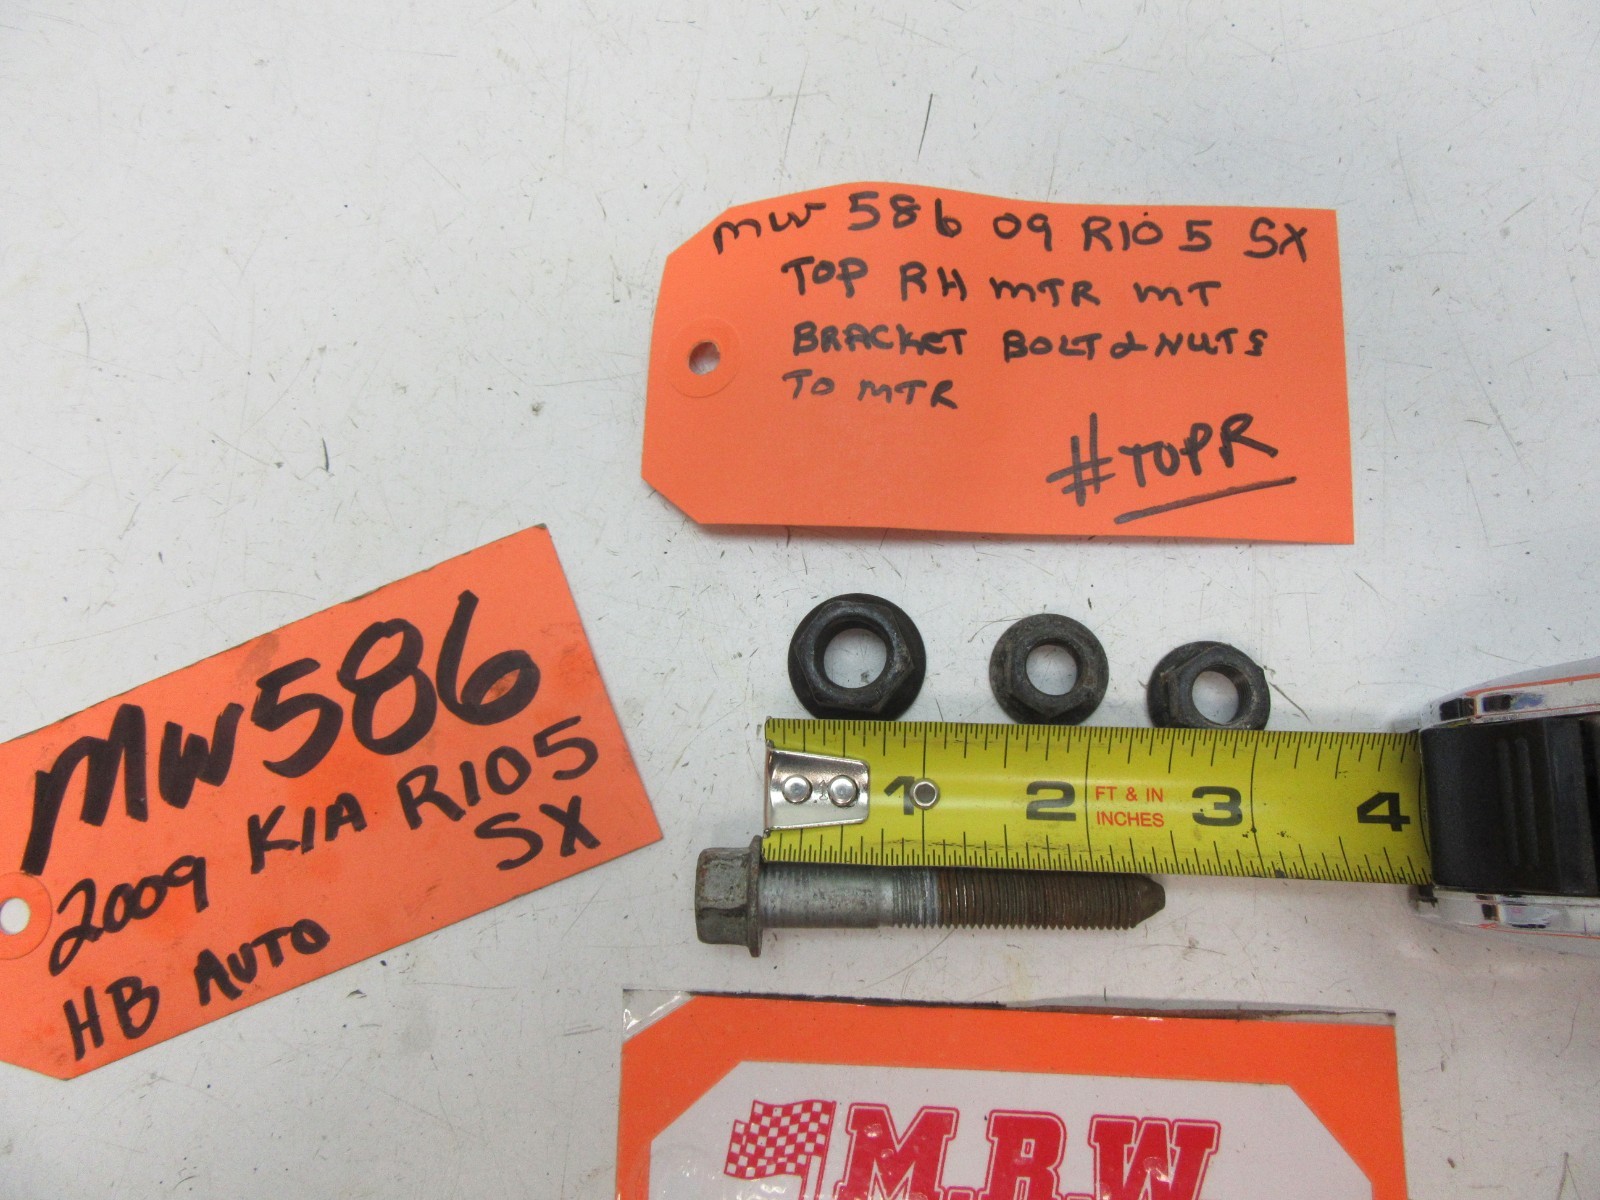 MW 586 09 RIO 5 SX
TOP RH MTR MT
BRACKET BOLT & NUTS
TO MTR
#TOPR
MW586
2009 KIA RIO5
SX
HB AUTO
1 2 FT & IN 3 4
INCHES
M.R.W